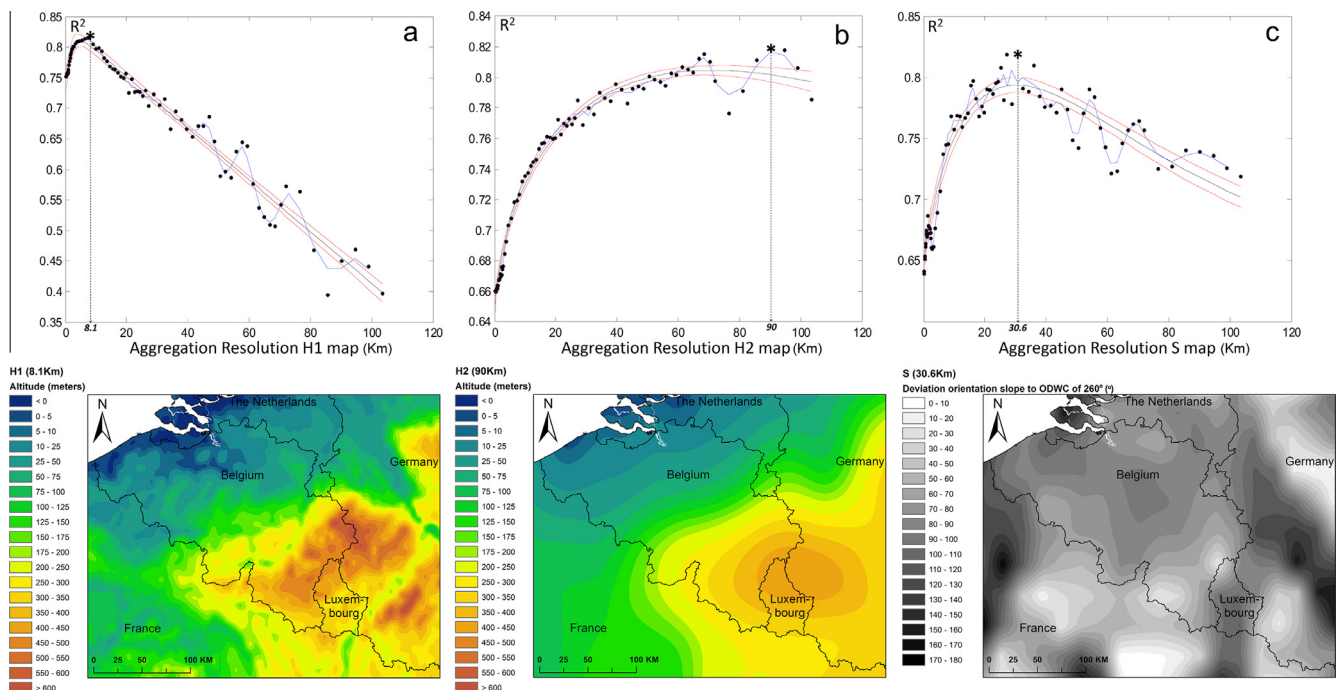 R²
a
0.85
0.8
0.75
0.7
0.65
0.6
0.55
0.5
0.45
0.4
0.35
*
0 8.1 20 40 60 80 100 120
Aggregation Resolution H1 map (Km)
R²
b
0.84
0.82
0.8
0.78
0.76
0.74
0.72
0.7
0.68
0.66
0.64
*
0 20 40 60 80 90 100 120
Aggregation Resolution H2 map (Km)
R²
c
0.85
0.8
0.75
0.7
0.65
*
0 20 30.6 40 60 80 100 120
Aggregation Resolution S map (Km)
H1 (8.1Km)
Altitude (meters)
< 0
0 - 5
5 - 10
10 - 25
25 - 50
50 - 75
75 - 100
100 - 125
125 - 150
150 - 175
175 - 200
200 - 250
250 - 300
300 - 350
350 - 400
400 - 450
450 - 500
500 - 550
550 - 600
> 600
N
The Netherlands
Belgium
Germany
Luxem-
bourg
France
0 25 50 100 KM
H2 (90Km)
Altitude (meters)
< 0
0 - 5
5 - 10
10 - 25
25 - 50
50 - 75
75 - 100
100 - 125
125 - 150
150 - 175
175 - 200
200 - 250
250 - 300
300 - 350
350 - 400
400 - 450
450 - 500
500 - 550
550 - 600
> 600
N
The Netherlands
Belgium
Germany
Luxem-
bourg
France
0 25 50 100 KM
S (30.6Km)
Deviation orientation slope to ODWC of 260° (°)
0 - 10
10 - 20
20 - 30
30 - 40
40 - 50
50 - 60
60 - 70
70 - 80
80 - 90
90 - 100
100 - 110
110 - 120
120 - 130
130 - 140
140 - 150
150 - 160
160 - 170
170 - 180
N
The Netherlands
Belgium
Germany
Luxem-
bourg
France
0 25 50 100 KM